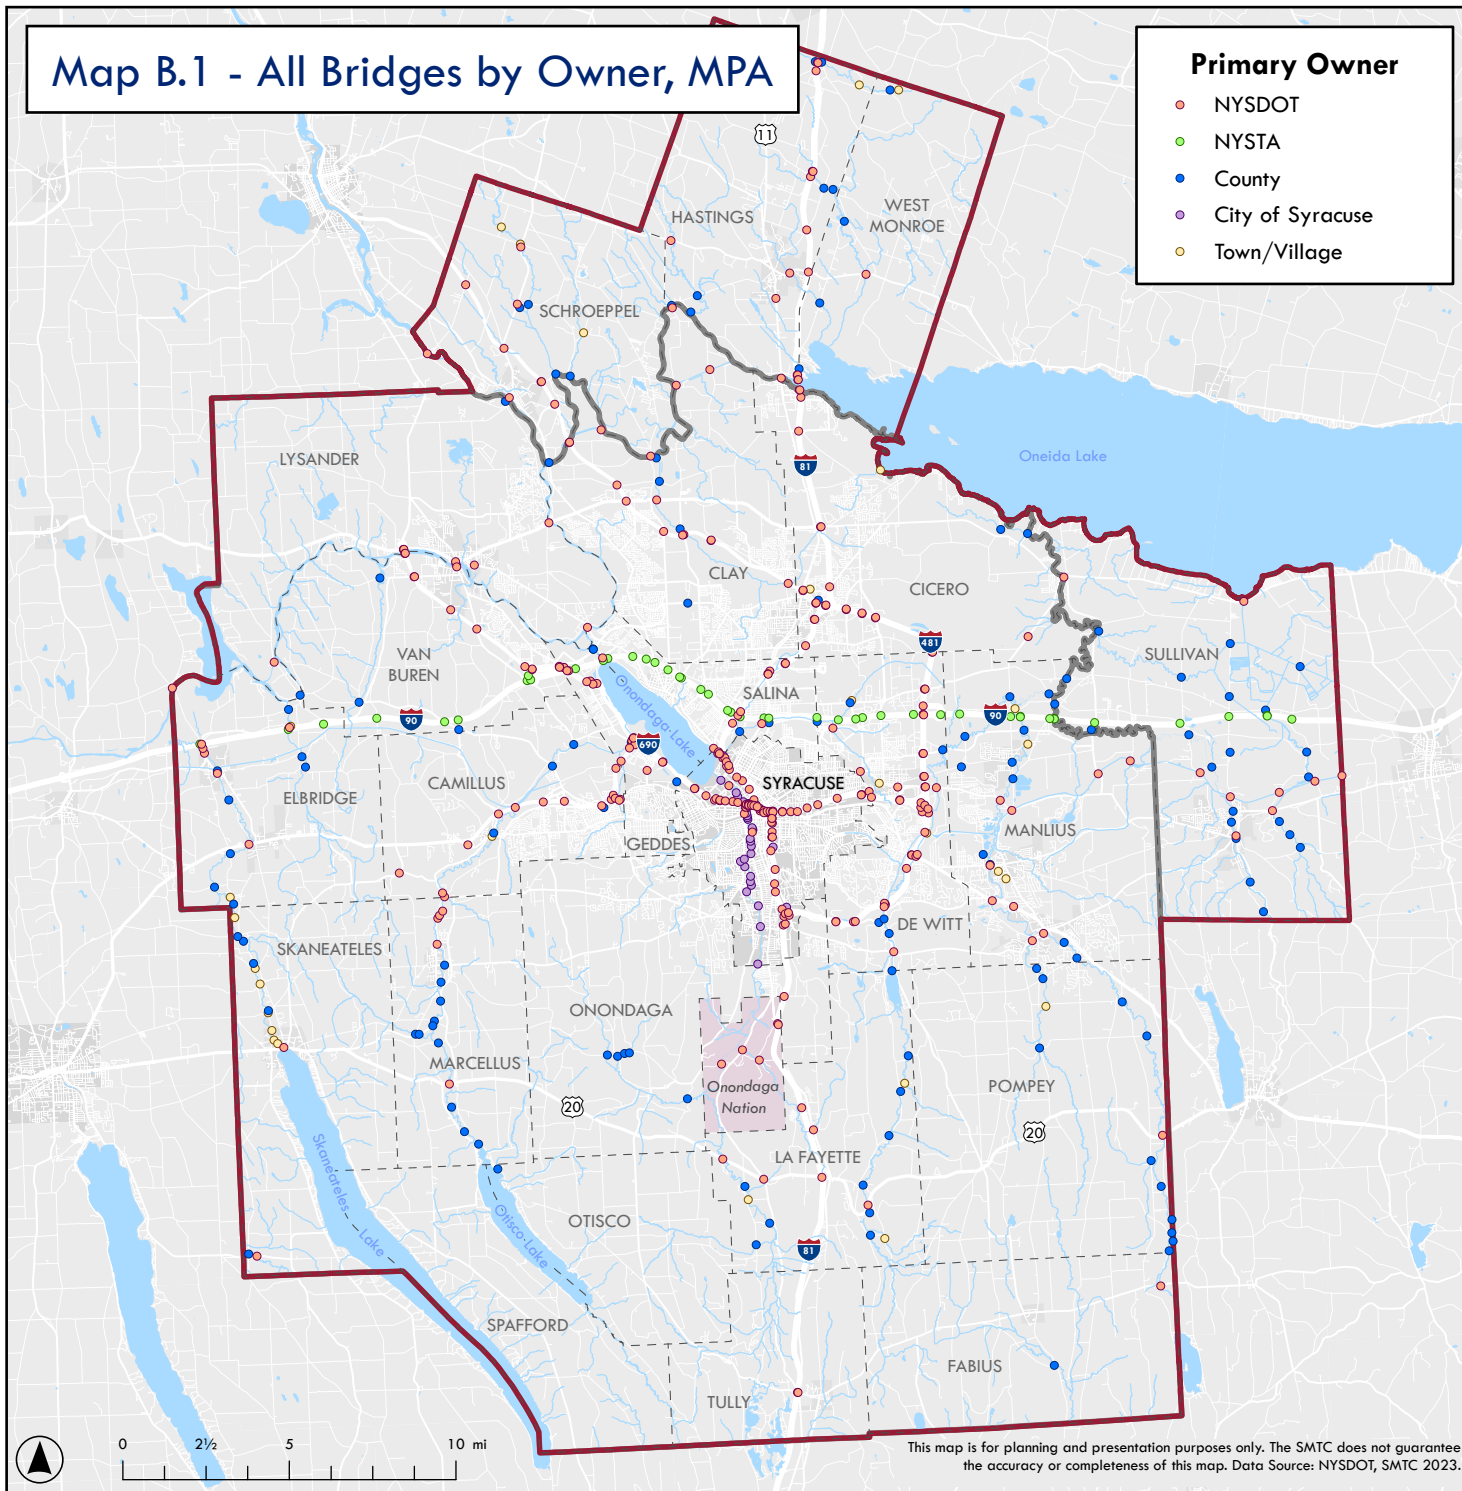 Map B.1 - All Bridges by Owner, MPA
Primary Owner
NYSDOT
NYSTA
County
City of Syracuse
Town/Village
11
HASTINGS
WEST
MONROE
SCHROEPPEL
LYSANDER
81
Oneida Lake
CLAY
CICERO
481
VAN
BUREN
SULLIVAN
Onondaga Lake
SALINA
90
90
690
CAMILLUS
SYRACUSE
ELBRIDGE
MANLIUS
GEDDES
DE WITT
SKANEATELES
ONONDAGA
MARCELLUS
Onondaga
Nation
POMPEY
20
20
Skaneateles Lake
LA FAYETTE
OTISCO
Otisco Lake
81
SPAFFORD
FABIUS
TULLY
0 2½ 5 10 mi
This map is for planning and presentation purposes only. The SMTC does not guarantee
the accuracy or completeness of this map. Data Source: NYSDOT, SMTC 2023.